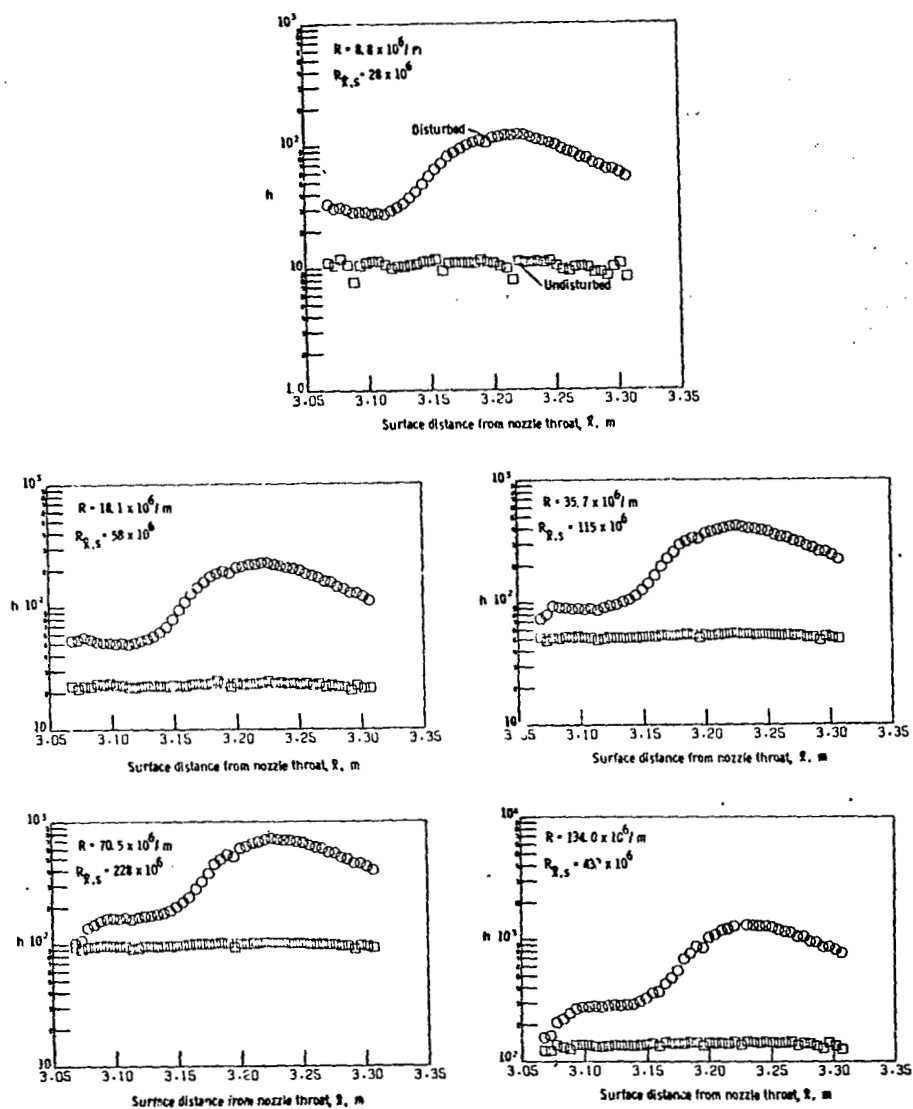 10³
R = 8.8 x 10⁶/m
R x̃,s = 28 x 10⁶
Disturbed
10²
h
10
Undisturbed
1.0
3.05 3.10 3.15 3.20 3.25 3.30 3.35
Surface distance from nozzle throat, x̃, m
10³
R = 18.1 x 10⁶/m
R x̃,s = 58 x 10⁶
h 10²
10
3.05 3.10 3.15 3.20 3.25 3.30 3.35
Surface distance from nozzle throat, x̃, m
10³
R = 35.7 x 10⁶/m
R x̃,s = 115 x 10⁶
h 10²
10
3.10 3.15 3.20 3.25 3.30 3.35
Surface distance from nozzle throat, x̃, m
10³
R = 70.5 x 10⁶/m
R x̃,s = 228 x 10⁶
h 10²
10
3.05 3.10 3.15 3.20 3.25 3.30 3.35
Surface distance from nozzle throat, x̃, m
10⁴
R = 134.0 x 10⁶/m
R x̃,s = x 10⁶
h 10³
10²
3.05 3.10 3.15 3.20 3.25 3.30 3.35
Surface distance from nozzle throat, x̃, m